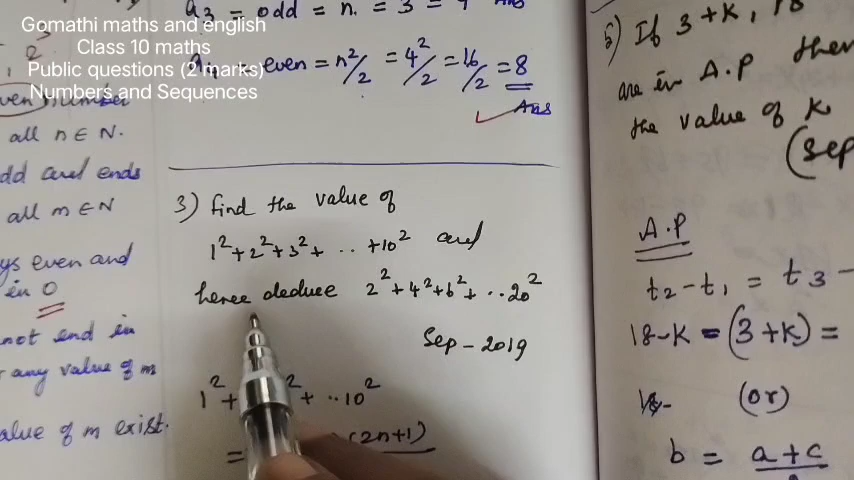 Gomathi maths and english
Class 10 maths
Public questions (2 marks)
Numbers and Sequences
a₃ = odd = n = 3 =
= even = n²/2 = 4²/2 = 16/2 = 8
Ans
all n ∈ N.
odd and ends
all m ∈ N
ys even and
in 0
not end in
any value of m
value of m exist.
3) find the value of
1² + 2² + 3² + ... + 10² and
hence deduce 2² + 4² + 6² + ..20²
Sep - 2019
1² + ² + ..10²
= (2n+1)
5) If 3+k, 18
are in A.P then
the value of k
(Sep
A.P
t₂ - t₁ = t₃ -
18-k = (3+k) =
(or)
b = a+c